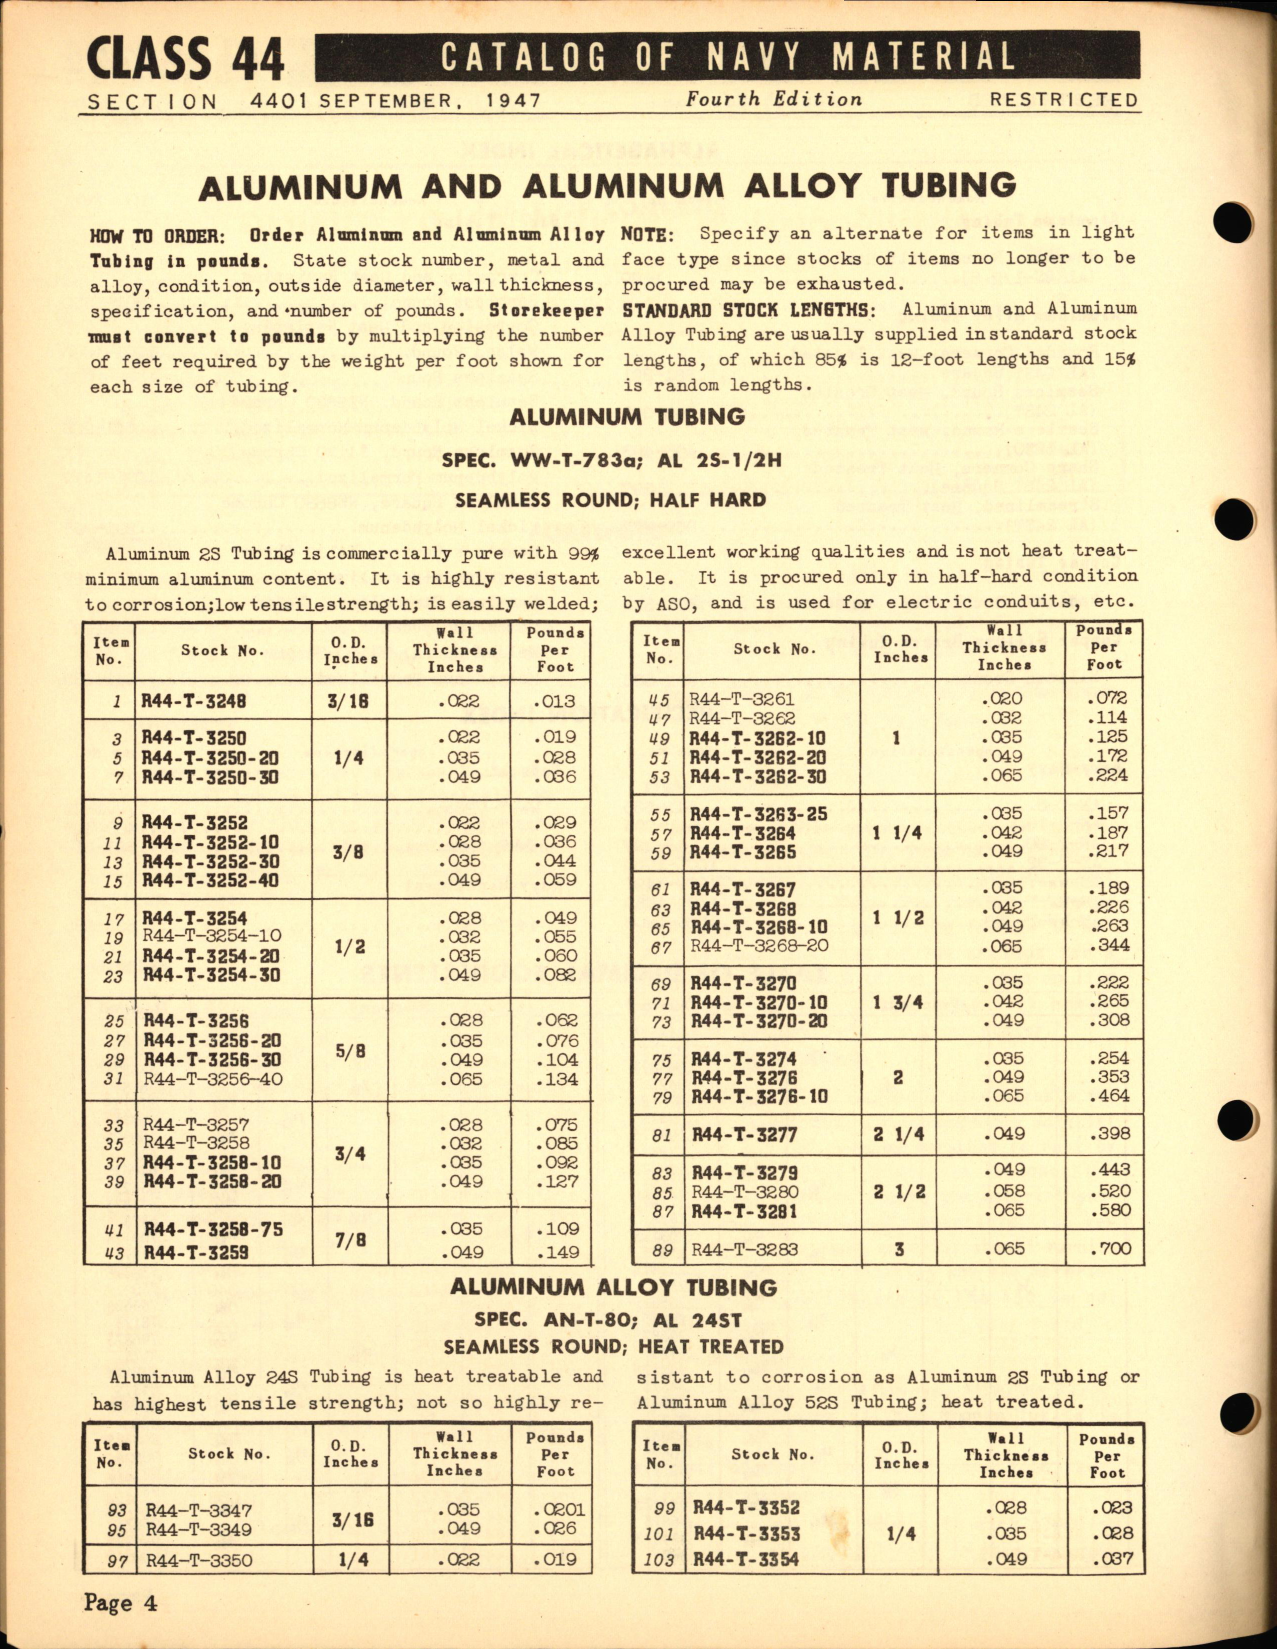 CLASS 44 CATALOG OF NAVY MATERIAL
SECTION 4401 SEPTEMBER, 1947 Fourth Edition RESTRICTED
ALUMINUM AND ALUMINUM ALLOY TUBING
HOW TO ORDER: Order Aluminum and Aluminum Alloy
Tubing in pounds. State stock number, metal and
alloy, condition, outside diameter, wall thickness,
specification, and number of pounds. Storekeeper
must convert to pounds by multiplying the number
of feet required by the weight per foot shown for
each size of tubing.
NOTE: Specify an alternate for items in light
face type since stocks of items no longer to be
procured may be exhausted.
STANDARD STOCK LENGTHS: Aluminum and Aluminum
Alloy Tubing are usually supplied in standard stock
lengths, of which 85% is 12-foot lengths and 15%
is random lengths.
ALUMINUM TUBING
SPEC. WW-T-783a; AL 2S-1/2H
SEAMLESS ROUND; HALF HARD
Aluminum 2S Tubing is commercially pure with 99%
minimum aluminum content. It is highly resistant
to corrosion; low tensile strength; is easily welded;
excellent working qualities and is not heat treat-
able. It is procured only in half-hard condition
by ASO, and is used for electric conduits, etc.
Item No. Stock No. O.D. Inches Wall Thickness Inches Pounds Per Foot
1 R44-T-3248 3/16 .022 .013
3 R44-T-3250 .022 .019
5 R44-T-3250-20 1/4 .035 .028
7 R44-T-3250-30 .049 .036
9 R44-T-3252 .022 .029
11 R44-T-3252-10 3/8 .028 .036
13 R44-T-3252-30 .035 .044
15 R44-T-3252-40 .049 .059
17 R44-T-3254 .028 .049
19 R44-T-3254-10 1/2 .032 .055
21 R44-T-3254-20 .035 .060
23 R44-T-3254-30 .049 .082
25 R44-T-3256 .028 .062
27 R44-T-3256-20 5/8 .035 .076
29 R44-T-3256-30 .049 .104
31 R44-T-3256-40 .065 .134
33 R44-T-3257 .028 .075
35 R44-T-3258 3/4 .032 .085
37 R44-T-3258-10 .035 .092
39 R44-T-3258-20 .049 .127
41 R44-T-3258-75 7/8 .035 .109
43 R44-T-3259 .049 .149
Item No. Stock No. O.D. Inches Wall Thickness Inches Pounds Per Foot
45 R44-T-3261 .020 .072
47 R44-T-3262 .032 .114
49 R44-T-3262-10 1 .035 .125
51 R44-T-3262-20 .049 .172
53 R44-T-3262-30 .065 .224
55 R44-T-3263-25 .035 .157
57 R44-T-3264 1 1/4 .042 .187
59 R44-T-3265 .049 .217
61 R44-T-3267 .035 .189
63 R44-T-3268 1 1/2 .042 .226
65 R44-T-3268-10 .049 .263
67 R44-T-3268-20 .065 .344
69 R44-T-3270 .035 .222
71 R44-T-3270-10 1 3/4 .042 .265
73 R44-T-3270-20 .049 .308
75 R44-T-3274 .035 .254
77 R44-T-3276 2 .049 .353
79 R44-T-3276-10 .065 .464
81 R44-T-3277 2 1/4 .049 .398
83 R44-T-3279 .049 .443
85 R44-T-3280 2 1/2 .058 .520
87 R44-T-3281 .065 .580
89 R44-T-3283 3 .065 .700
ALUMINUM ALLOY TUBING
SPEC. AN-T-80; AL 24ST
SEAMLESS ROUND; HEAT TREATED
Aluminum Alloy 24S Tubing is heat treatable and
has highest tensile strength; not so highly re-
sistant to corrosion as Aluminum 2S Tubing or
Aluminum Alloy 52S Tubing; heat treated.
Item No. Stock No. O.D. Inches Wall Thickness Inches Pounds Per Foot
93 R44-T-3347 3/16 .035 .0201
95 R44-T-3349 .049 .026
97 R44-T-3350 1/4 .022 .019
Item No. Stock No. O.D. Inches Wall Thickness Inches Pounds Per Foot
99 R44-T-3352 .028 .023
101 R44-T-3353 1/4 .035 .028
103 R44-T-3354 .049 .037
Page 4